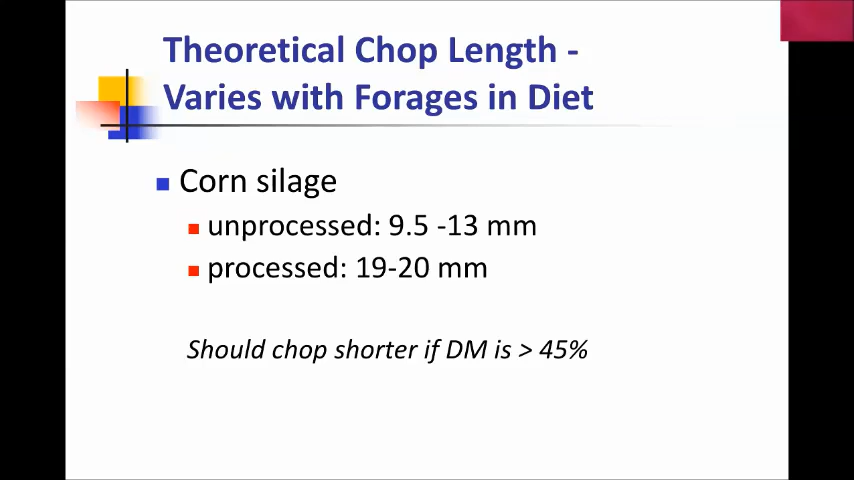 Theoretical Chop Length -
Varies with Forages in Diet
Corn silage
unprocessed: 9.5 -13 mm
processed: 19-20 mm
Should chop shorter if DM is > 45%